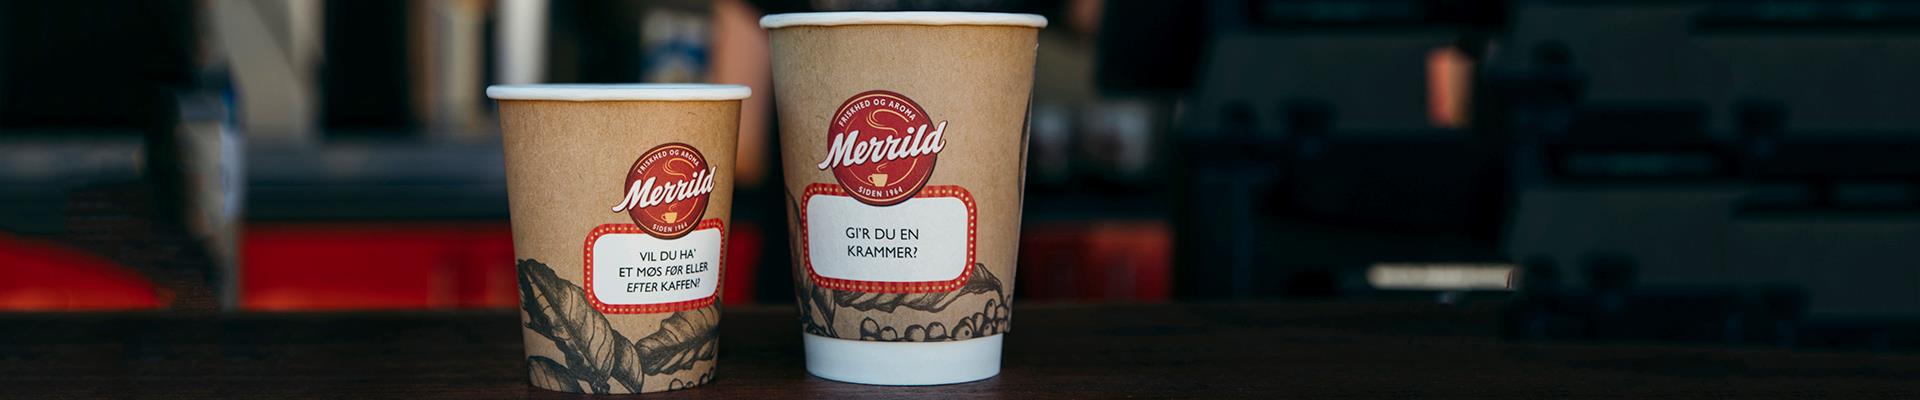 FRISKHED OG AROMA
Merrild
SIDEN 1964
VIL DU HA'
ET MØS FØR ELLER
EFTER KAFFEN?
FRISKHED OG AROMA
Merrild
SIDEN 1964
GI'R DU EN
KRAMMER?